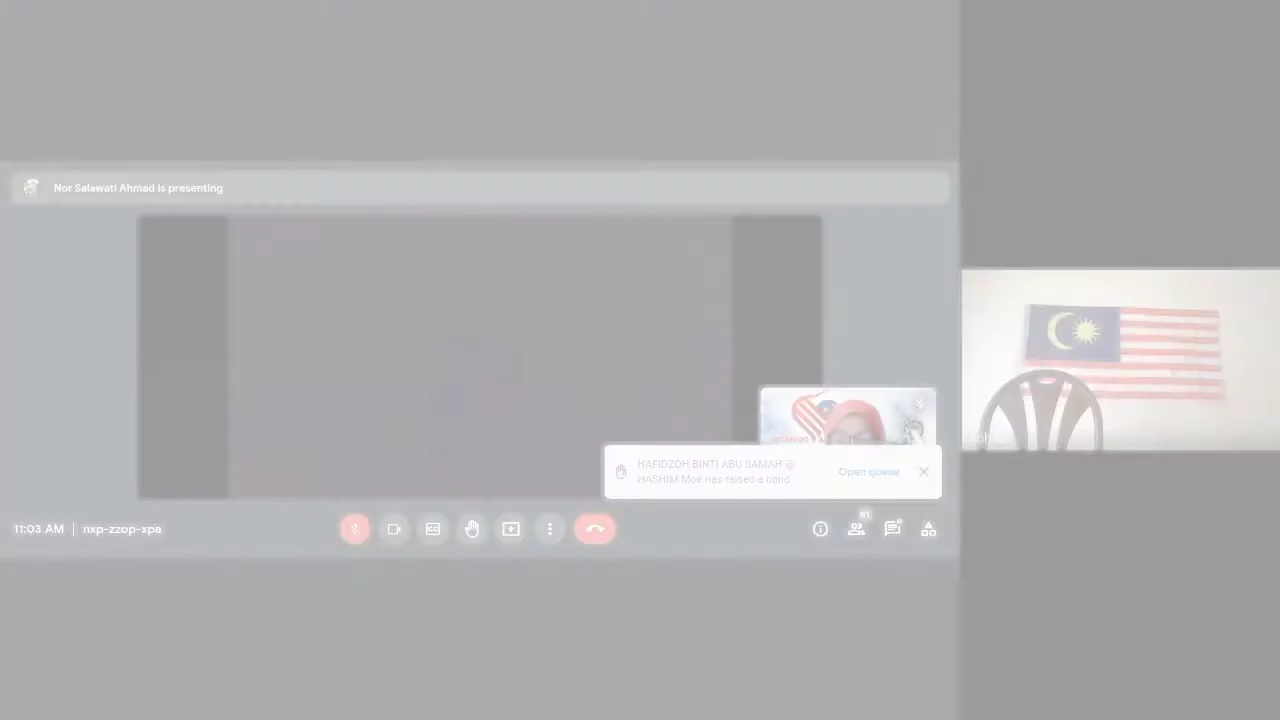 Nor Salawati Ahmad is presenting
HAFIDZOH BINTI ABU SAMAH @
HASHIM Moe has raised a hand
Open queue
11:03 AM | nxp-zzop-xpa